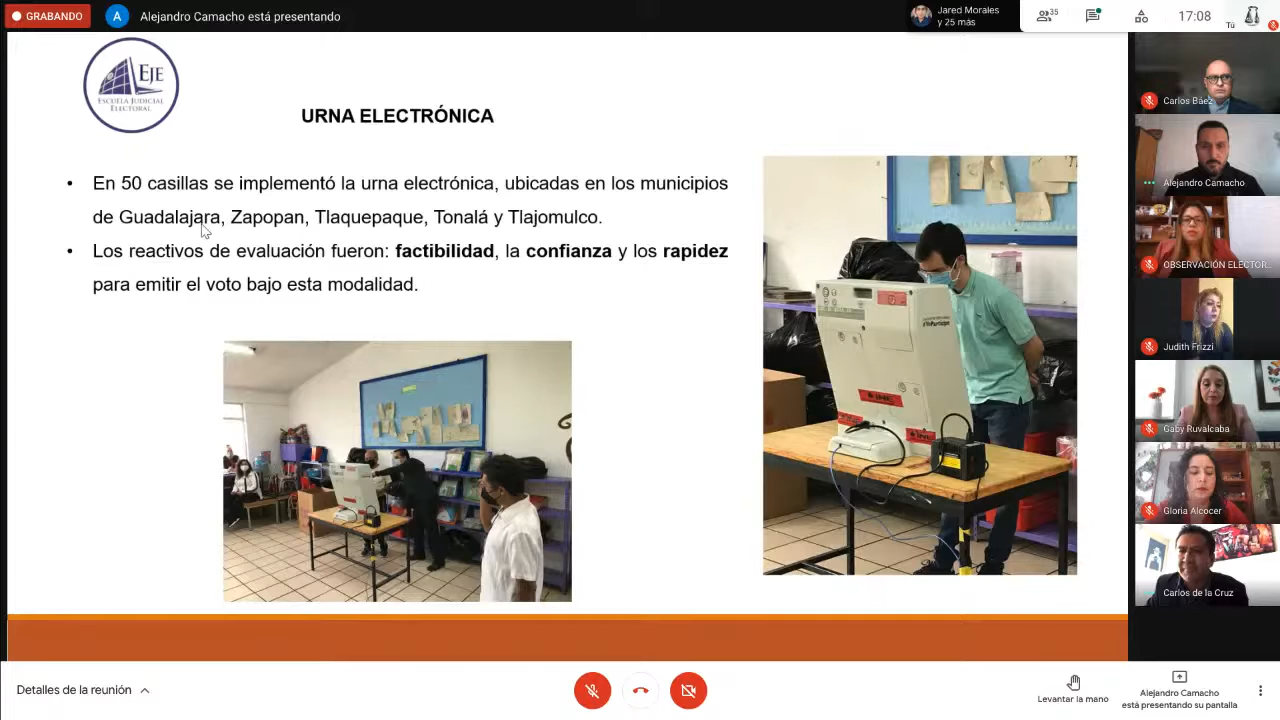 GRABANDO
A
Alejandro Camacho está presentando
Jared Morales
y 25 más
35
17:08
Tú
EJE
ESCUELA JUDICIAL
ELECTORAL
URNA ELECTRÓNICA
• En 50 casillas se implementó la urna electrónica, ubicadas en los municipios
de Guadalajara, Zapopan, Tlaquepaque, Tonalá y Tlajomulco.
• Los reactivos de evaluación fueron: factibilidad, la confianza y los rapidez
para emitir el voto bajo esta modalidad.
Carlos Báez
Alejandro Camacho
OBSERVACIÓN ELECTOR...
Judith Frizzi
Gaby Ruvalcaba
Gloria Alcocer
Carlos de la Cruz
Detalles de la reunión
Levantar la mano
Alejandro Camacho
está presentando su pantalla